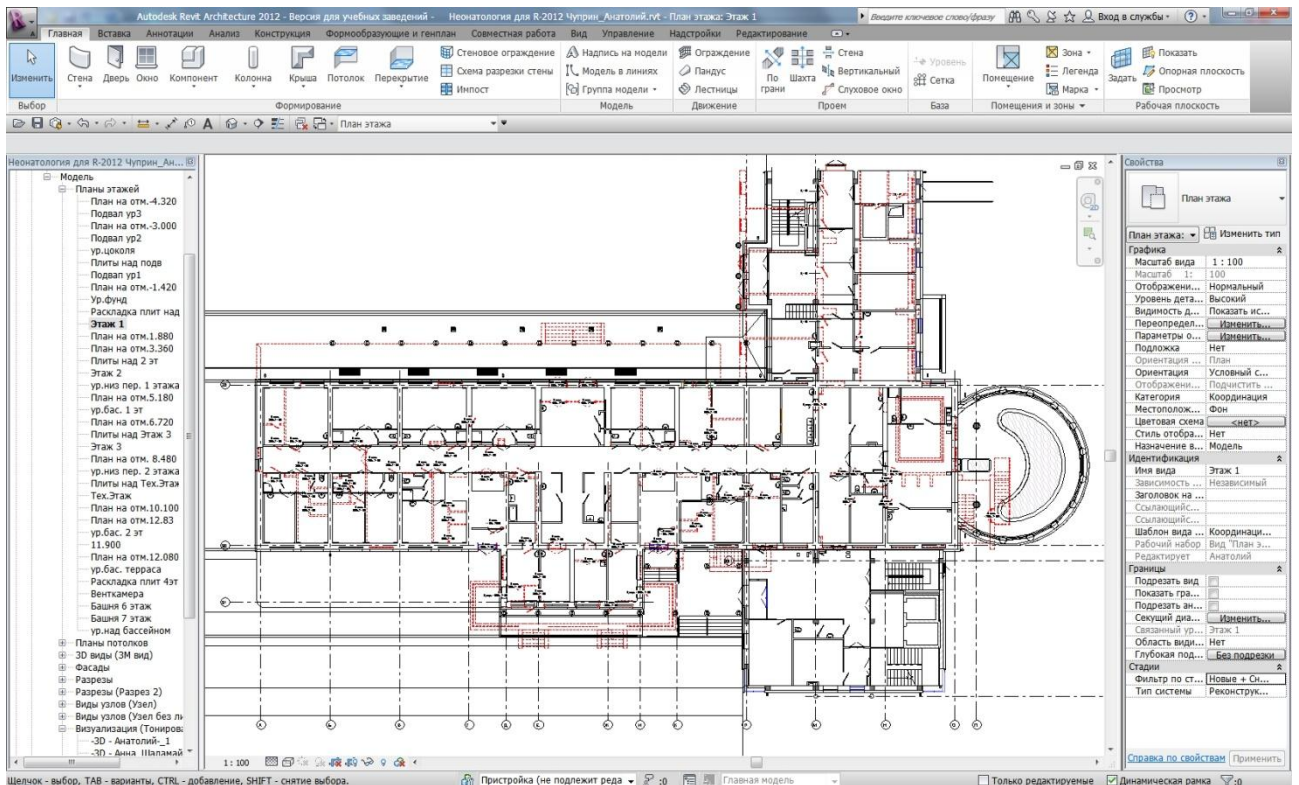 Autodesk Revit Architecture 2012 - Версия для учебных заведений - Неонатология для R-2012 Чуприн_Анатолий.rvt - План этажа: Этаж 1
Введите ключевое слово/фразу
Вход в службы
Главная Вставка Аннотации Анализ Конструкция Формообразующие и генплан Совместная работа Вид Управление Надстройки Редактирование
Изменить Стена Дверь Окно Компонент Колонна Крыша Потолок Перекрытие
Стеновое ограждение
Схема разрезки стены
Импост
Надпись на модели
Модель в линиях
Группа модели
Ограждение
Пандус
Лестницы
По грани
Шахта
Стена
Вертикальный
Слуховое окно
Уровень
Сетка
Помещение
Зона
Легенда
Марка
Задать
Показать
Опорная плоскость
Просмотр
Выбор Формирование Модель Движение Проем База Помещения и зоны Рабочая плоскость
План этажа
Неонатология для R-2012 Чуприн_Ан...
Модель
Планы этажей
План на отм.-4.320
Подвал ур3
План на отм.-3.000
Подвал ур2
ур.цоколя
Плиты над подв
Подвал ур1
План на отм.-1.420
Ур.фунд
Раскладка плит над
Этаж 1
План на отм.1.880
План на отм.3.360
Плиты над 2 эт
Этаж 2
ур.низ пер. 1 этажа
План на отм.5.180
ур.бас. 1 эт
План на отм.6.720
Плиты над Этаж 3
Этаж 3
План на отм. 8.480
ур.низ пер. 2 этажа
Плиты над Тех.Этаж
Тех.Этаж
План на отм.10.100
План на отм.12.83
ур.бас. 2 эт
11.900
План на отм.12.080
ур.бас. терраса
Раскладка плит 4эт
Венткамера
Башня 6 этаж
Башня 7 этаж
ур.над бассейном
Планы потолков
3D виды (3М вид)
Фасады
Разрезы
Разрезы (Разрез 2)
Виды узлов (Узел)
Виды узлов (Узел без ли
Визуализация (Тонирова
-3D - Анатолий-_1
-3D - Анна Шаламай
Свойства
План этажа
План этажа: Изменить тип
Графика
Масштаб вида 1 : 100
Масштаб 1: 100
Отображени... Нормальный
Уровень дета... Высокий
Видимость д... Показать ис...
Переопредел... Изменить...
Параметры о... Изменить...
Подложка Нет
Ориентация ... План
Ориентация Условный с...
Отображени... Подчистить ...
Категория Координация
Местополож... Фон
Цветовая схема <нет>
Стиль отобра... Нет
Назначение в... Модель
Идентификация
Имя вида Этаж 1
Зависимость ... Независимый
Заголовок на ...
Ссылающийс...
Ссылающийс...
Шаблон вида ... Координаци...
Рабочий набор Вид "План э...
Редактирует Анатолий
Границы
Подрезать вид
Показать гра...
Подрезать ан...
Секущий диа... Изменить...
Связанный ур... Этаж 1
Область види... Нет
Глубокая под... Без подрезки
Стадии
Фильтр по ст... Новые + Сн...
Тип системы Реконструк...
Справка по свойствам Применить
1 : 100
Щелчок - выбор, TAB - варианты, CTRL - добавление, SHIFT - снятие выбора.
Пристройка (не подлежит реда :0 Главная модель Только редактируемые Динамическая рамка :0